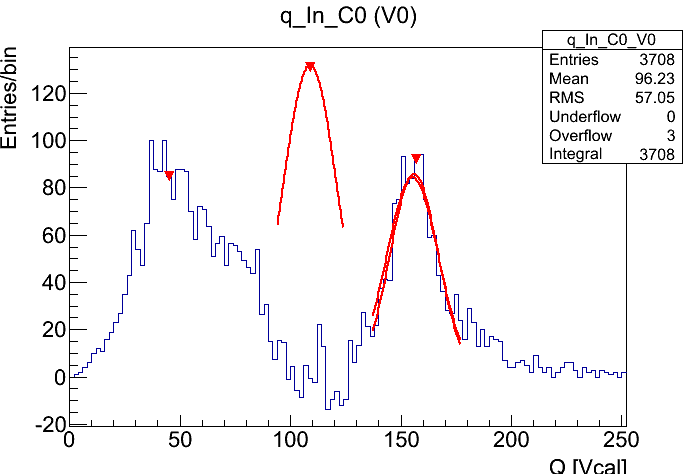 q_In_C0 (V0)
q_In_C0_V0
Entries 3708
Mean 96.23
RMS 57.05
Underflow 0
Overflow 3
Integral 3708
Entries/bin
120
100
80
60
40
20
0
-20
0 50 100 150 200 250
Q [Vcal]